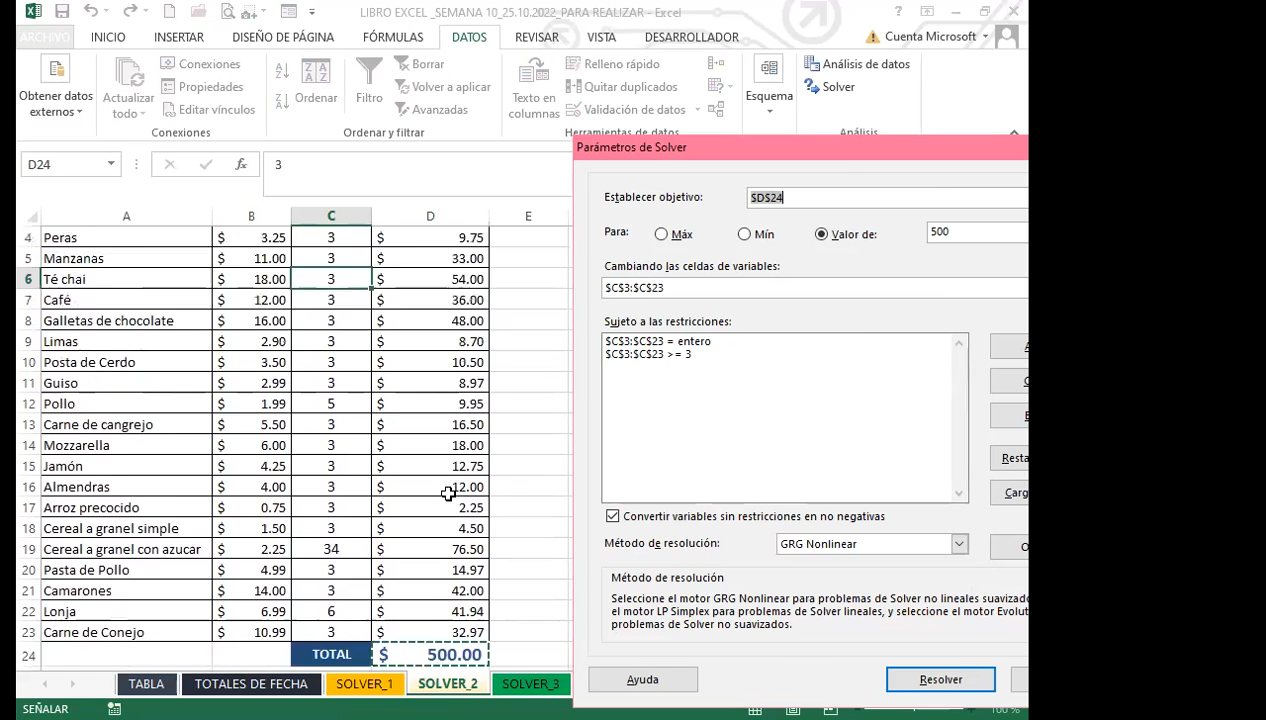 LIBRO EXCEL _SEMANA 10_25.10.2022_PARA REALIZAR - Excel
ARCHIVO INICIO INSERTAR DISEÑO DE PÁGINA FÓRMULAS DATOS REVISAR VISTA DESARROLLADOR Cuenta Microsoft
Obtener datos externos
Actualizar todo
Conexiones
Propiedades
Editar vínculos
Conexiones
Ordenar
Filtro
Borrar
Volver a aplicar
Avanzadas
Ordenar y filtrar
Texto en columnas
Relleno rápido
Quitar duplicados
Validación de datos
Herramientas de datos
Esquema
Análisis de datos
Solver
Análisis
D24 fx 3
A B C D E
4 Peras $ 3.25 3 $ 9.75
5 Manzanas $ 11.00 3 $ 33.00
6 Té chai $ 18.00 3 $ 54.00
7 Café $ 12.00 3 $ 36.00
8 Galletas de chocolate $ 16.00 3 $ 48.00
9 Limas $ 2.90 3 $ 8.70
10 Posta de Cerdo $ 3.50 3 $ 10.50
11 Guiso $ 2.99 3 $ 8.97
12 Pollo $ 1.99 5 $ 9.95
13 Carne de cangrejo $ 5.50 3 $ 16.50
14 Mozzarella $ 6.00 3 $ 18.00
15 Jamón $ 4.25 3 $ 12.75
16 Almendras $ 4.00 3 $ 12.00
17 Arroz precocido $ 0.75 3 $ 2.25
18 Cereal a granel simple $ 1.50 3 $ 4.50
19 Cereal a granel con azucar $ 2.25 34 $ 76.50
20 Pasta de Pollo $ 4.99 3 $ 14.97
21 Camarones $ 14.00 3 $ 42.00
22 Lonja $ 6.99 6 $ 41.94
23 Carne de Conejo $ 10.99 3 $ 32.97
24 TOTAL $ 500.00
TABLA TOTALES DE FECHA SOLVER_1 SOLVER_2 SOLVER_3
SEÑALAR 100 %
Parámetros de Solver
Establecer objetivo: $D$24
Para: Máx Mín Valor de: 500
Cambiando las celdas de variables:
$C$3:$C$23
Sujeto a las restricciones:
$C$3:$C$23 = entero
$C$3:$C$23 >= 3
A
C
Resta
Carg
Convertir variables sin restricciones en no negativas
Método de resolución: GRG Nonlinear O
Método de resolución
Seleccione el motor GRG Nonlinear para problemas de Solver no lineales suavizado
el motor LP Simplex para problemas de Solver lineales, y seleccione el motor Evolu
problemas de Solver no suavizados.
Ayuda Resolver